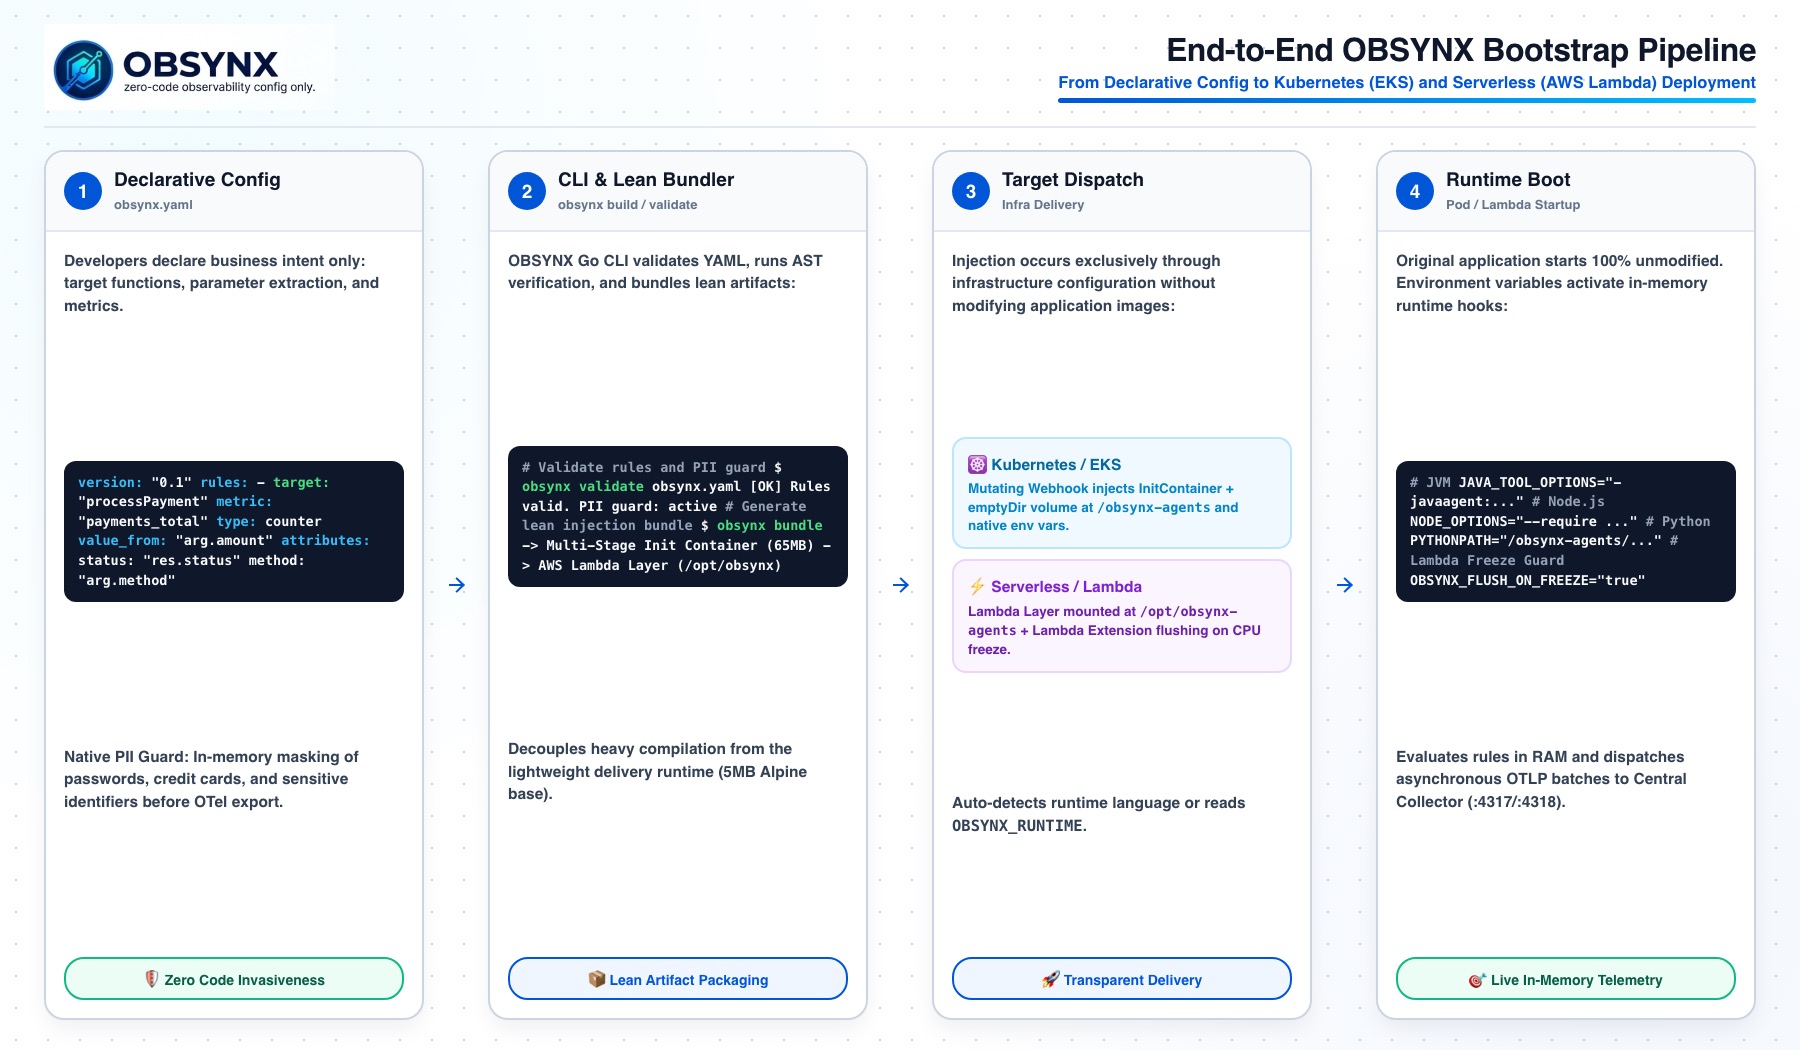 OBSYNX
zero-code observability config only.
End-to-End OBSYNX Bootstrap Pipeline
From Declarative Config to Kubernetes (EKS) and Serverless (AWS Lambda) Deployment
1
Declarative Config
obsynx.yaml
Developers declare business intent only:
target functions, parameter extraction, and
metrics.
version: "0.1" rules: – target:
"processPayment" metric:
"payments_total" type: counter
value_from: "arg.amount" attributes:
status: "res.status" method:
"arg.method"
Native PII Guard: In-memory masking of
passwords, credit cards, and sensitive
identifiers before OTel export.
Zero Code Invasiveness
2
CLI & Lean Bundler
obsynx build / validate
OBSYNX Go CLI validates YAML, runs AST
verification, and bundles lean artifacts:
# Validate rules and PII guard $
obsynx validate obsynx.yaml [OK] Rules
valid. PII guard: active # Generate
lean injection bundle $ obsynx bundle
–> Multi–Stage Init Container (65MB) –
> AWS Lambda Layer (/opt/obsynx)
Decouples heavy compilation from the
lightweight delivery runtime (5MB Alpine
base).
Lean Artifact Packaging
3
Target Dispatch
Infra Delivery
Injection occurs exclusively through
infrastructure configuration without
modifying application images:
Kubernetes / EKS
Mutating Webhook injects InitContainer +
emptyDir volume at /obsynx–agents and
native env vars.
Serverless / Lambda
Lambda Layer mounted at /opt/obsynx–
agents + Lambda Extension flushing on CPU
freeze.
Auto-detects runtime language or reads
OBSYNX_RUNTIME.
Transparent Delivery
4
Runtime Boot
Pod / Lambda Startup
Original application starts 100% unmodified.
Environment variables activate in-memory
runtime hooks:
# JVM JAVA_TOOL_OPTIONS="–
javaagent:..." # Node.js
NODE_OPTIONS="––require ..." # Python
PYTHONPATH="/obsynx–agents/..." #
Lambda Freeze Guard
OBSYNX_FLUSH_ON_FREEZE="true"
Evaluates rules in RAM and dispatches
asynchronous OTLP batches to Central
Collector (:4317/:4318).
Live In-Memory Telemetry